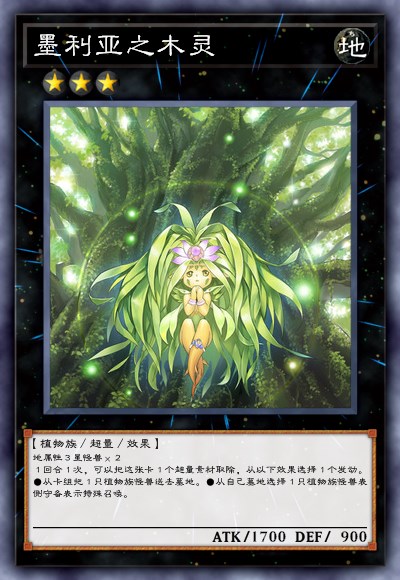 墨利亚之木灵
地
【植物族／超量／效果】
地属性３星怪兽×２
１回合１次，可以把这张卡１个超量素材取除，从以下效果选择１个发动。
●从卡组把１只植物族怪兽送去墓地。●从自己墓地选择１只植物族怪兽表
侧守备表示特殊召唤。
ATK/1700 DEF/ 900